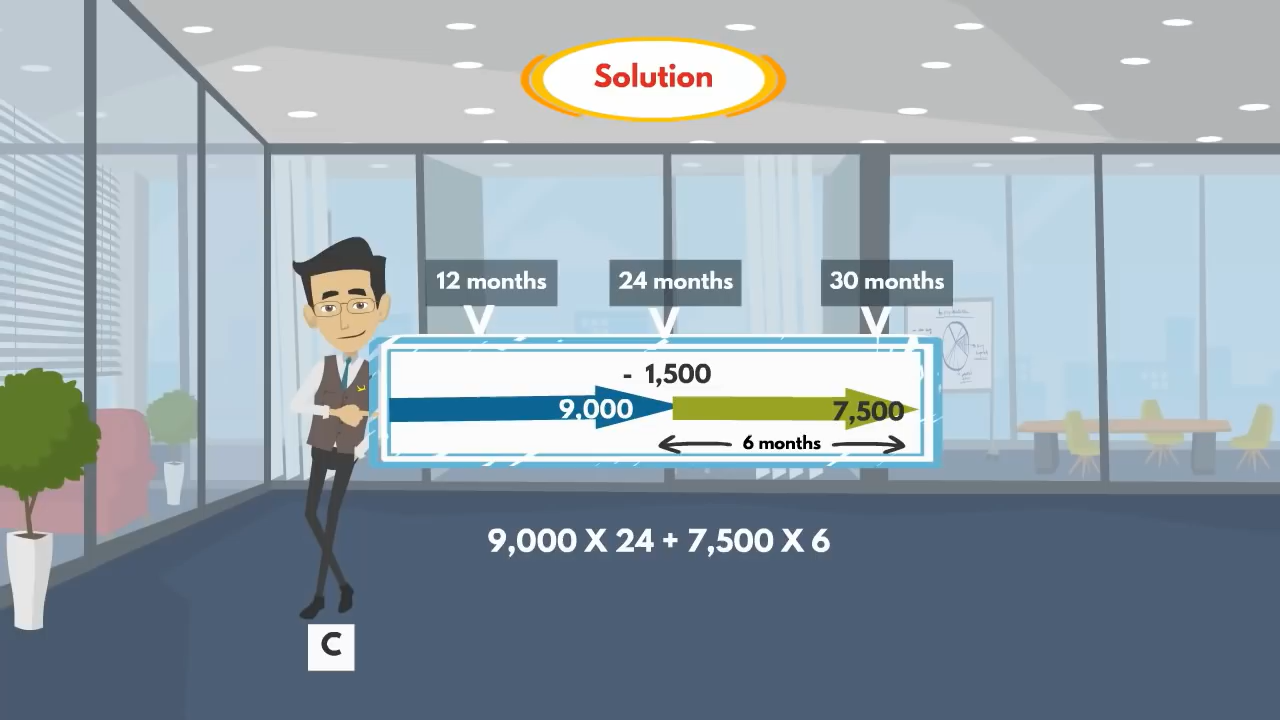 Solution
12 months
24 months
30 months
- 1,500
9,000
7,500
6 months
9,000 X 24 + 7,500 X 6
C